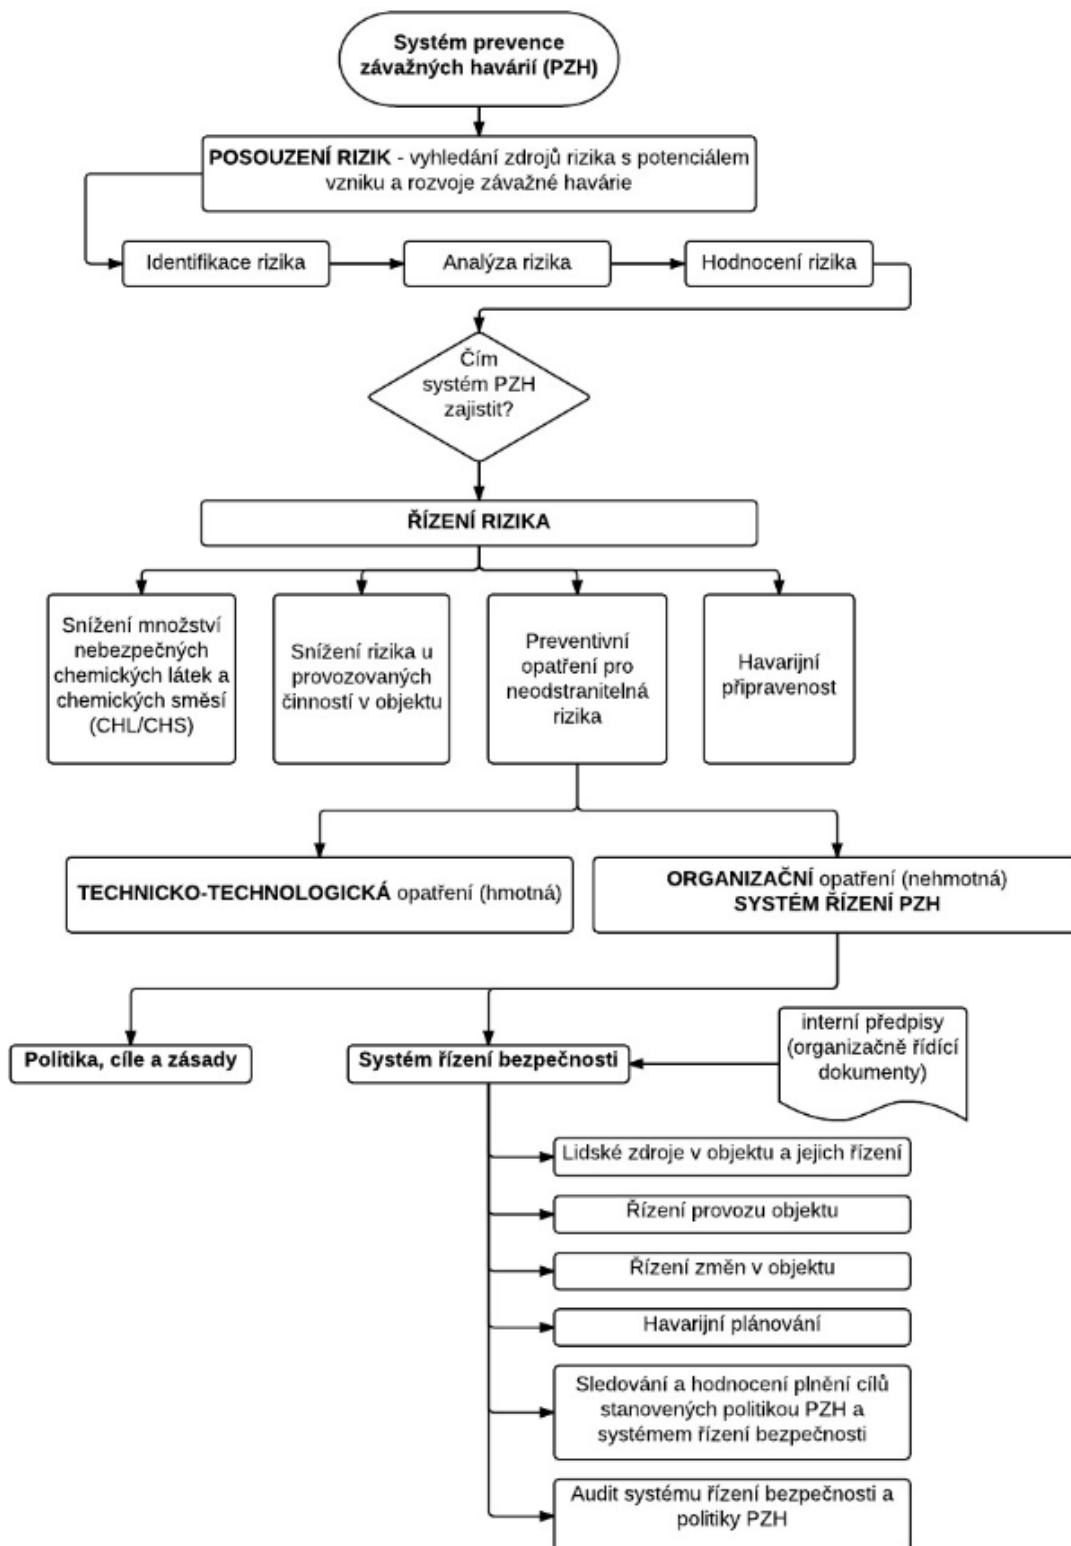 Systém prevence
závažných havárií (PZH)
POSOUZENÍ RIZIK - vyhledání zdrojů rizika s potenciálem
vzniku a rozvoje závažné havárie
Identifikace rizika
Analýza rizika
Hodnocení rizika
Čím
systém PZH
zajistit?
ŘÍZENÍ RIZIKA
Snížení množství
nebezpečných
chemických látek a
chemických směsí
(CHL/CHS)
Snížení rizika u
provozovaných
činností v objektu
Preventivní
opatření pro
neodstranitelná
rizika
Havarijní
připravenost
TECHNICKO-TECHNOLOGICKÁ opatření (hmotná)
ORGANIZAČNÍ opatření (nehmotná)
SYSTÉM ŘÍZENÍ PZH
Politika, cíle a zásady
Systém řízení bezpečnosti
interní předpisy
(organizačně řídící
dokumenty)
Lidské zdroje v objektu a jejich řízení
Řízení provozu objektu
Řízení změn v objektu
Havarijní plánování
Sledování a hodnocení plnění cílů
stanovených politikou PZH a
systémem řízení bezpečnosti
Audit systému řízení bezpečnosti a
politiky PZH